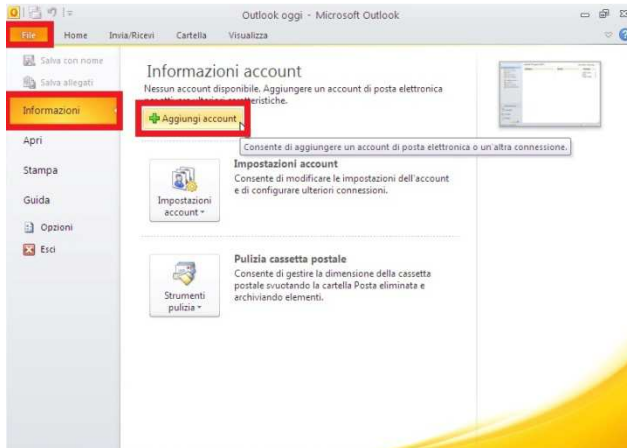 Outlook oggi - Microsoft Outlook
File Home Invia/Ricevi Cartella Visualizza
Salva con nome
Salva allegati
Informazioni
Apri
Stampa
Guida
Opzioni
Esci
Informazioni account
Nessun account disponibile. Aggiungere un account di posta elettronica
caratteristiche.
Aggiungi account
Consente di aggiungere un account di posta elettronica o un'altra connessione.
Impostazioni account
Impostazioni account
Consente di modificare le impostazioni dell'account
e di configurare ulteriori connessioni.
Strumenti
pulizia
Pulizia cassetta postale
Consente di gestire la dimensione della cassetta
postale svuotando la cartella Posta eliminata e
archiviando elementi.